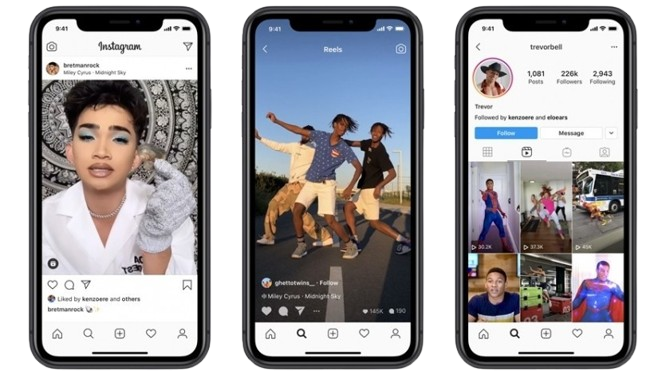 9:41
Instagram
bretmanrock
Miley Cyrus · Midnight Sky
Liked by kenzoere and others
bretmanrock
9:41
Reels
ghettotwins__ · Follow
Miley Cyrus · Midnight Sky
145K
190
9:41
trevorbell
1,081
226k
2,943
Posts
Followers
Following
Trevor
Followed by kenzoere and eloears
Follow
Message
30.2K
37.3K
45K